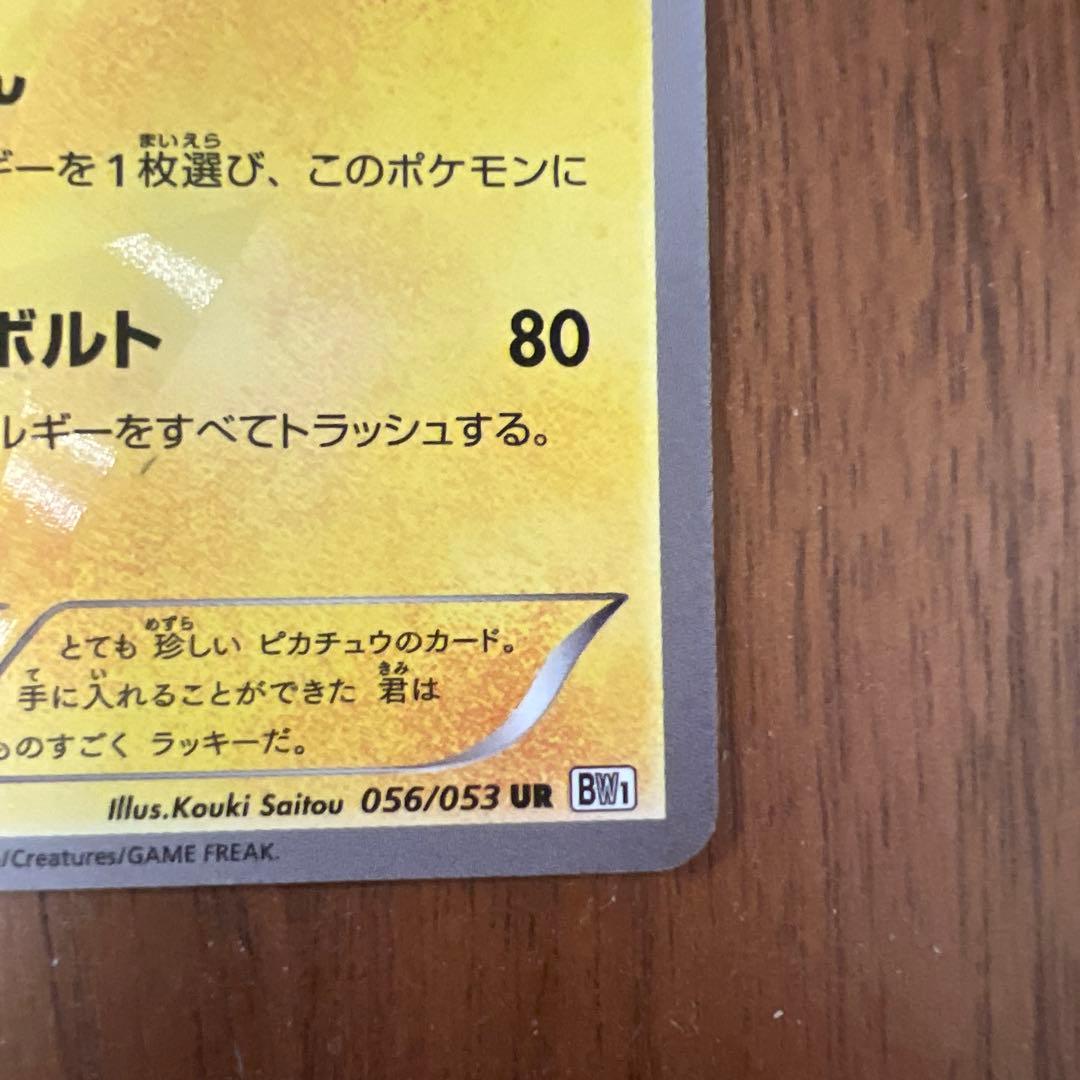 ギーを1枚選び、このポケモンに
ボルト 80
ルギーをすべてトラッシュする。
とても 珍しい ピカチュウのカード。
手に入れることができた 君は
ものすごく ラッキーだ。
Illus.Kouki Saitou 056/053 UR BW1
/Creatures/GAME FREAK.